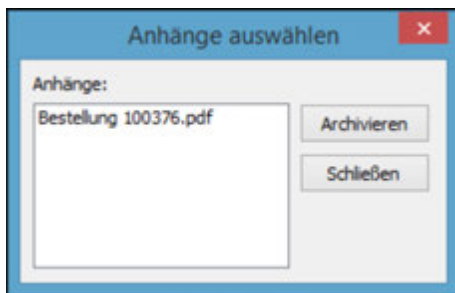 Anhänge auswählen
Anhänge:
Bestellung 100376.pdf
Archivieren
Schließen